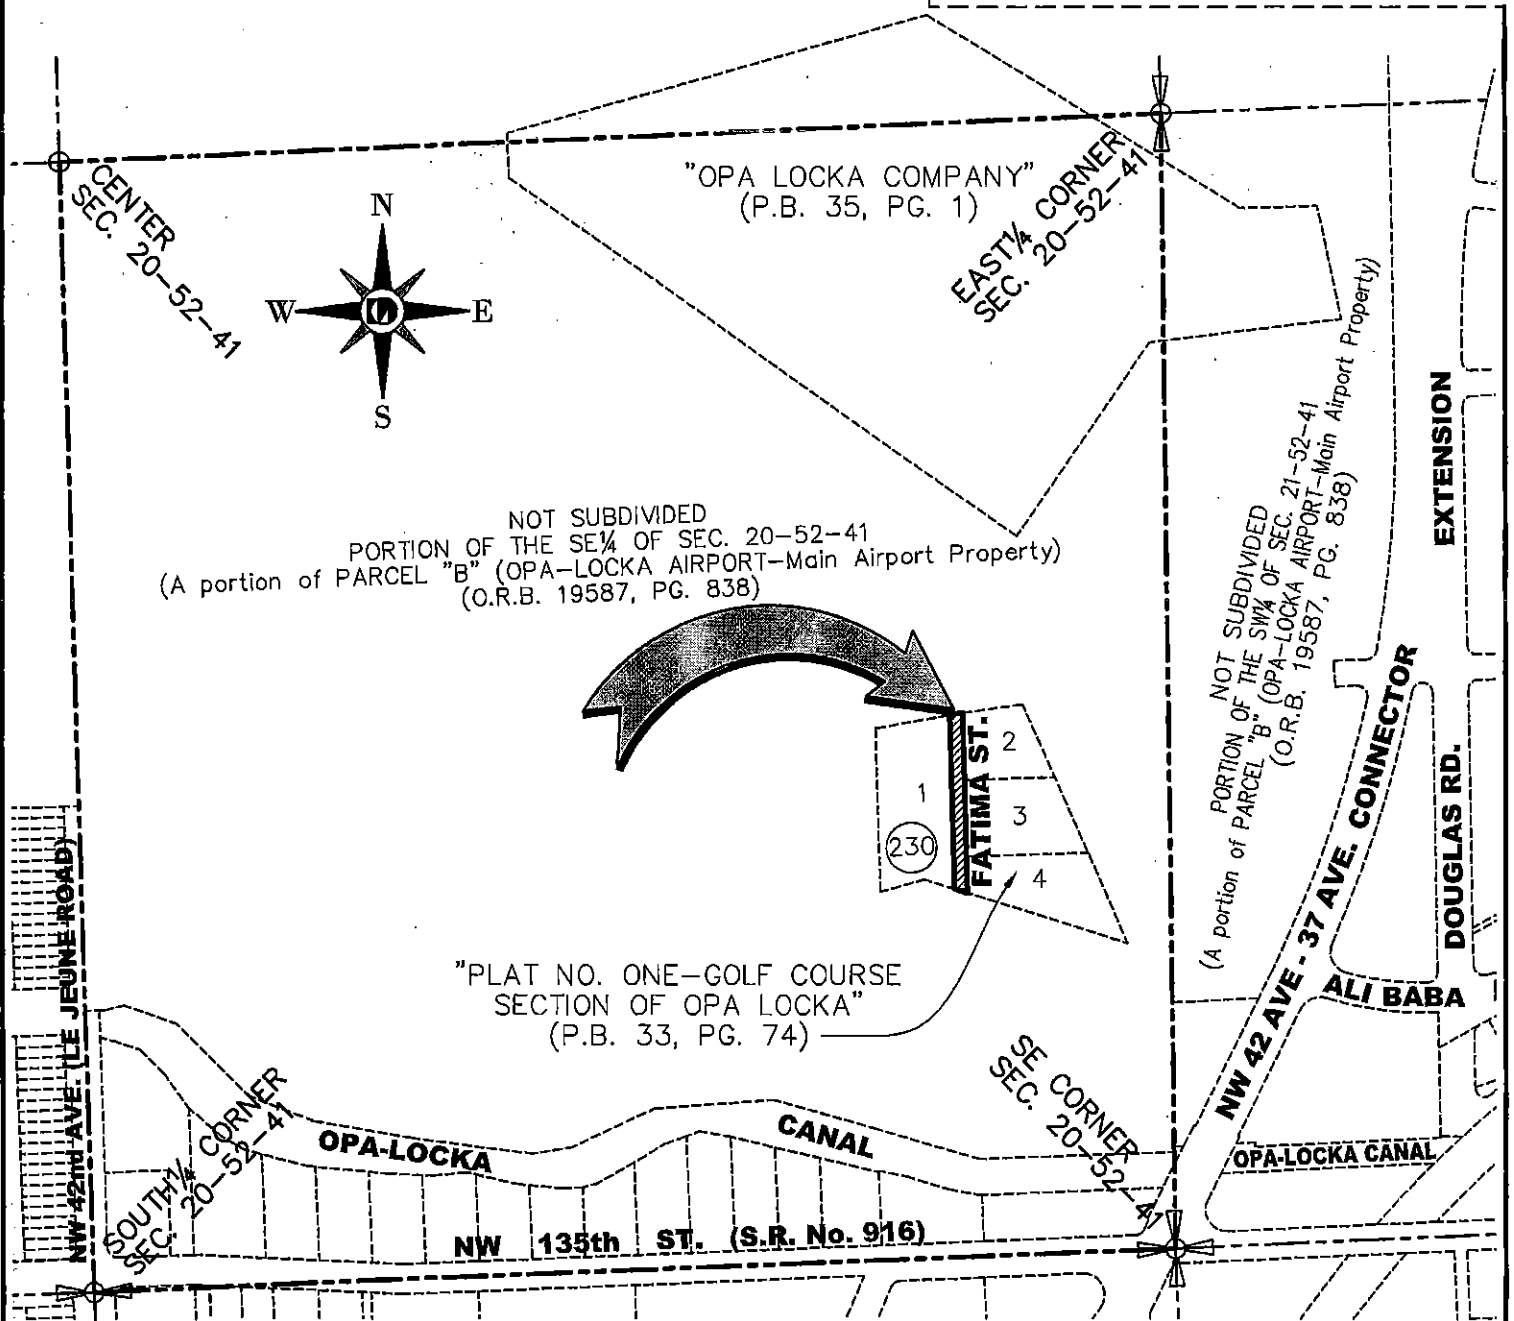 "OPA LOCKA COMPANY"
(P.B. 35, PG. 1)
CENTER
SEC. 20-52-41
EAST 1/4 CORNER
SEC. 20-52-41
N
W
E
S
NOT SUBDIVIDED
PORTION OF THE SE¼ OF SEC. 20-52-41
(A portion of PARCEL "B" (OPA-LOCKA AIRPORT-Main Airport Property)
(O.R.B. 19587, PG. 838)
NOT SUBDIVIDED
PORTION OF THE SW¼ OF SEC. 21-52-41
(A portion of PARCEL "B" (OPA-LOCKA AIRPORT-Main Airport Property)
(O.R.B. 19587, PG. 838)
EXTENSION
DOUGLAS RD.
NW 42 AVE - 37 AVE. CONNECTOR
ALI BABA
FATIMA ST.
1
230
2
3
4
"PLAT NO. ONE-GOLF COURSE
SECTION OF OPA LOCKA"
(P.B. 33, PG. 74)
NW 42nd AVE. (LE JEUNE ROAD)
SOUTH 1/4 CORNER
SEC. 20-52-41
SE CORNER
SEC. 20-52-41
OPA-LOCKA
CANAL
OPA-LOCKA CANAL
NW 135th ST. (S.R. No. 916)